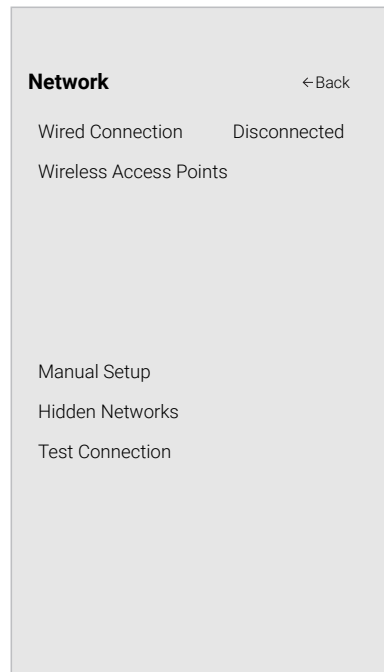 Network ←Back
Wired Connection Disconnected
Wireless Access Points
Manual Setup
Hidden Networks
Test Connection